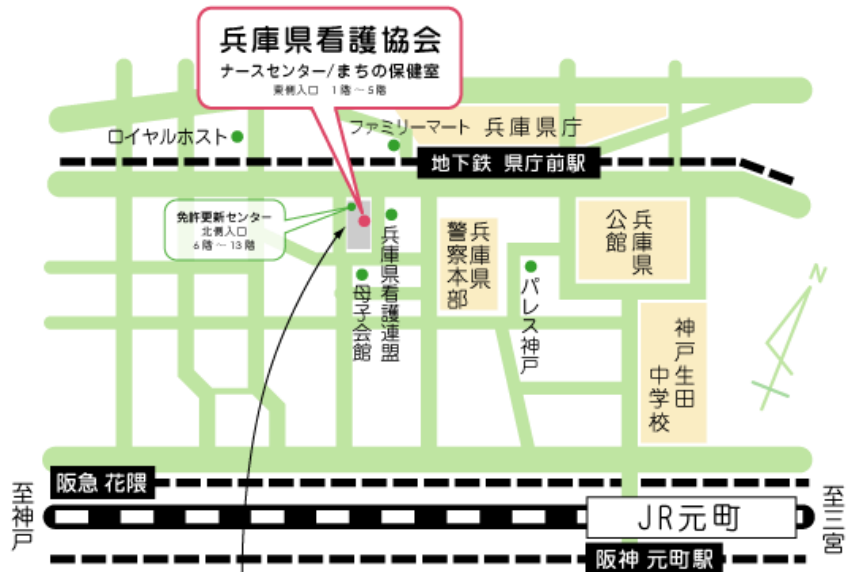 兵庫県看護協会
ナースセンター/まちの保健室
東側入口　1階～5階
ロイヤルホスト
ファミリーマート
兵庫県庁
地下鉄 県庁前駅
免許更新センター
北側入口
6階～13階
兵庫県看護連盟
母子会館
兵庫県
警察本部
パレス神戸
兵庫県
公館
神戸生田
中学校
N
阪急 花隈
至神戸
JR元町
至三宮
阪神 元町駅